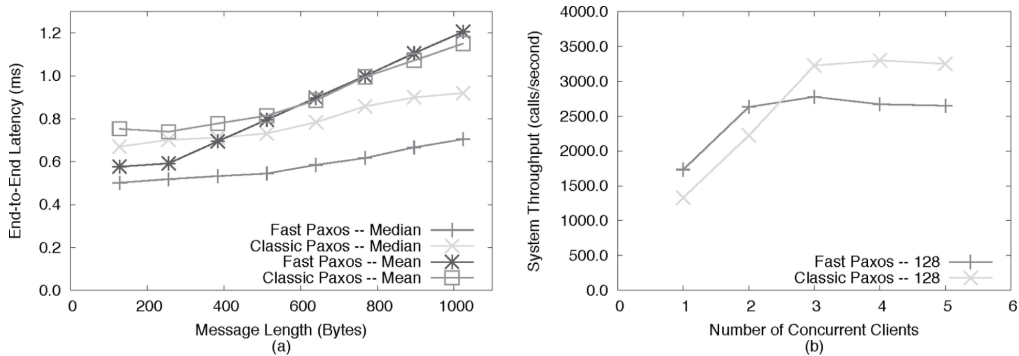 1.2
1.0
0.8
0.6
0.4
0.2
0.0
End-to-End Latency (ms)
Fast Paxos -- Median
Classic Paxos -- Median
Fast Paxos -- Mean
Classic Paxos -- Mean
0 200 400 600 800 1000
Message Length (Bytes)
(a)
4000.0
3500.0
3000.0
2500.0
2000.0
1500.0
1000.0
500.0
0.0
System Throughput (calls/second)
Fast Paxos -- 128
Classic Paxos -- 128
0 1 2 3 4 5 6
Number of Concurrent Clients
(b)